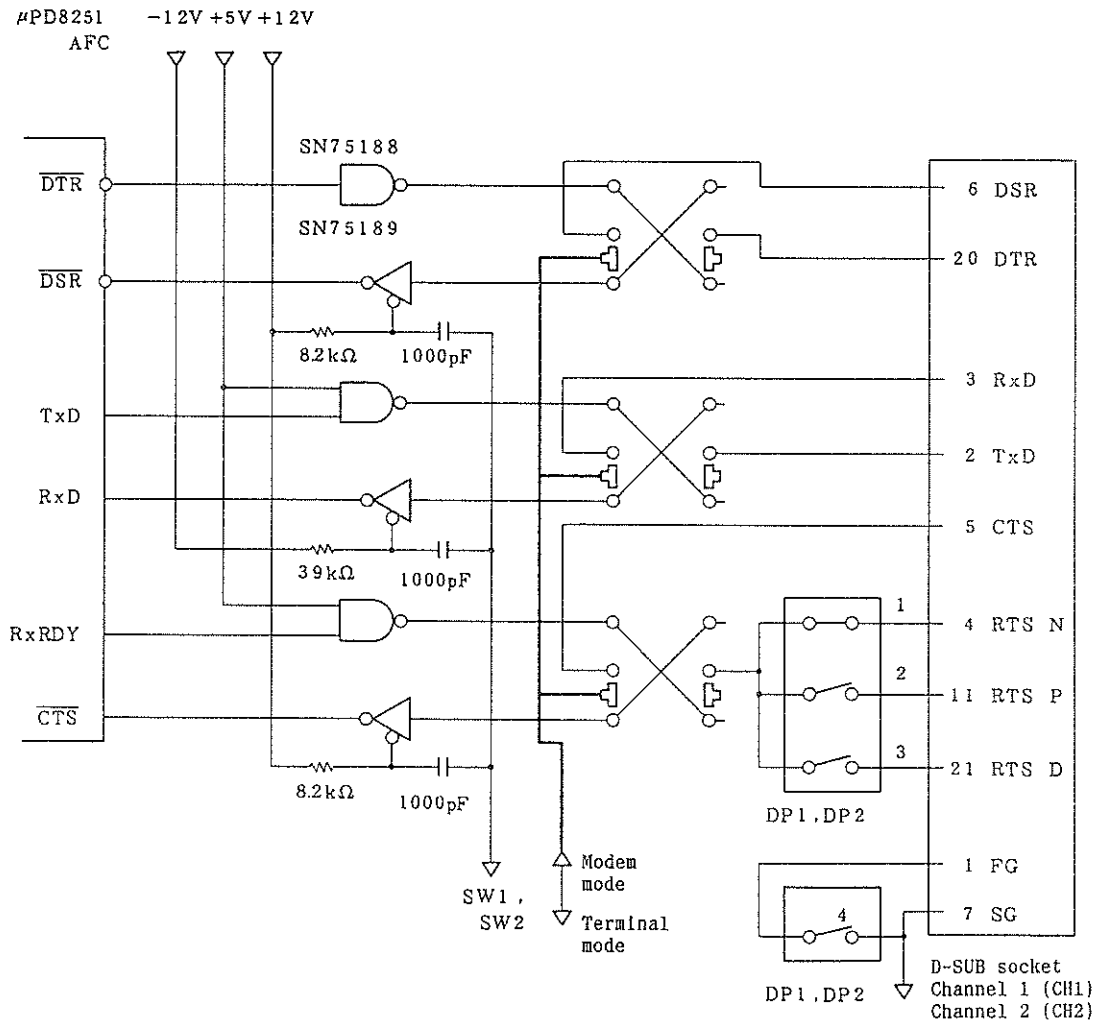 μPD8251
AFC
-12V +5V +12V
SN75188
DTR
SN75189
DSR
8.2kΩ
1000pF
TxD
RxD
39kΩ
1000pF
RxRDY
CTS
8.2kΩ
1000pF
SW1,
SW2
Modem
mode
Terminal
mode
6 DSR
20 DTR
3 RxD
2 TxD
5 CTS
1
4 RTS N
2
11 RTS P
3
21 RTS D
DP1,DP2
1 FG
4
7 SG
DP1,DP2
D-SUB socket
Channel 1 (CH1)
Channel 2 (CH2)